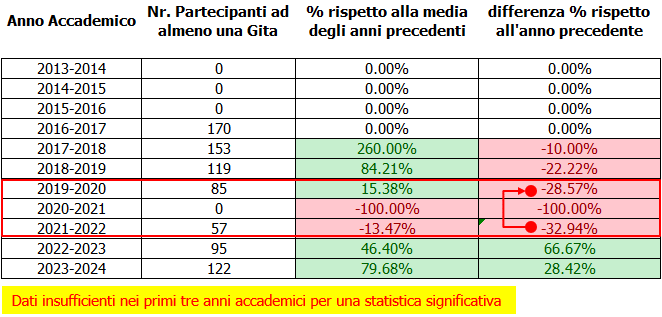 Anno Accademico | Nr. Partecipanti ad almeno una Gita | % rispetto alla media degli anni precedenti | differenza % rispetto all'anno precedente
2013-2014 0 0.00% 0.00%
2014-2015 0 0.00% 0.00%
2015-2016 0 0.00% 0.00%
2016-2017 170 0.00% 0.00%
2017-2018 153 260.00% -10.00%
2018-2019 119 84.21% -22.22%
2019-2020 85 15.38% -28.57%
2020-2021 0 -100.00% -100.00%
2021-2022 57 -13.47% -32.94%
2022-2023 95 46.40% 66.67%
2023-2024 122 79.68% 28.42%
Dati insufficienti nei primi tre anni accademici per una statistica significativa